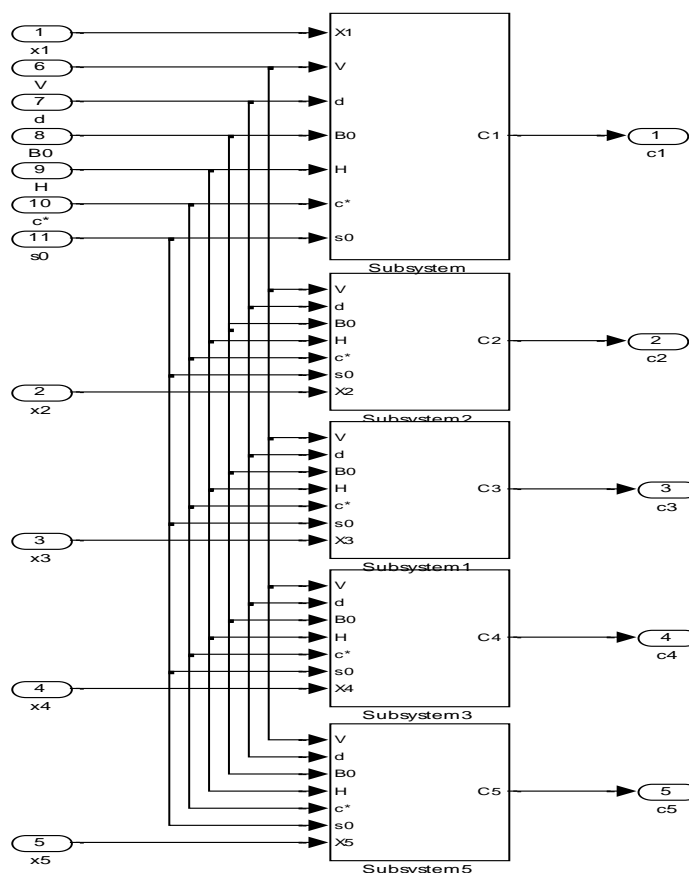 1
x1
6
V
7
d
8
B0
9
H
10
c*
11
s0
2
x2
3
x3
4
x4
5
x5
X1
V
d
B0
H
c*
s0
C1
Subsystem
1
c1
V
d
B0
H
c*
s0
X2
C2
Subsystem2
2
c2
V
d
B0
H
c*
s0
X3
C3
Subsystem1
3
c3
V
d
B0
H
c*
s0
X4
C4
Subsystem3
4
c4
V
d
B0
H
c*
s0
X5
C5
Subsystem5
5
c5